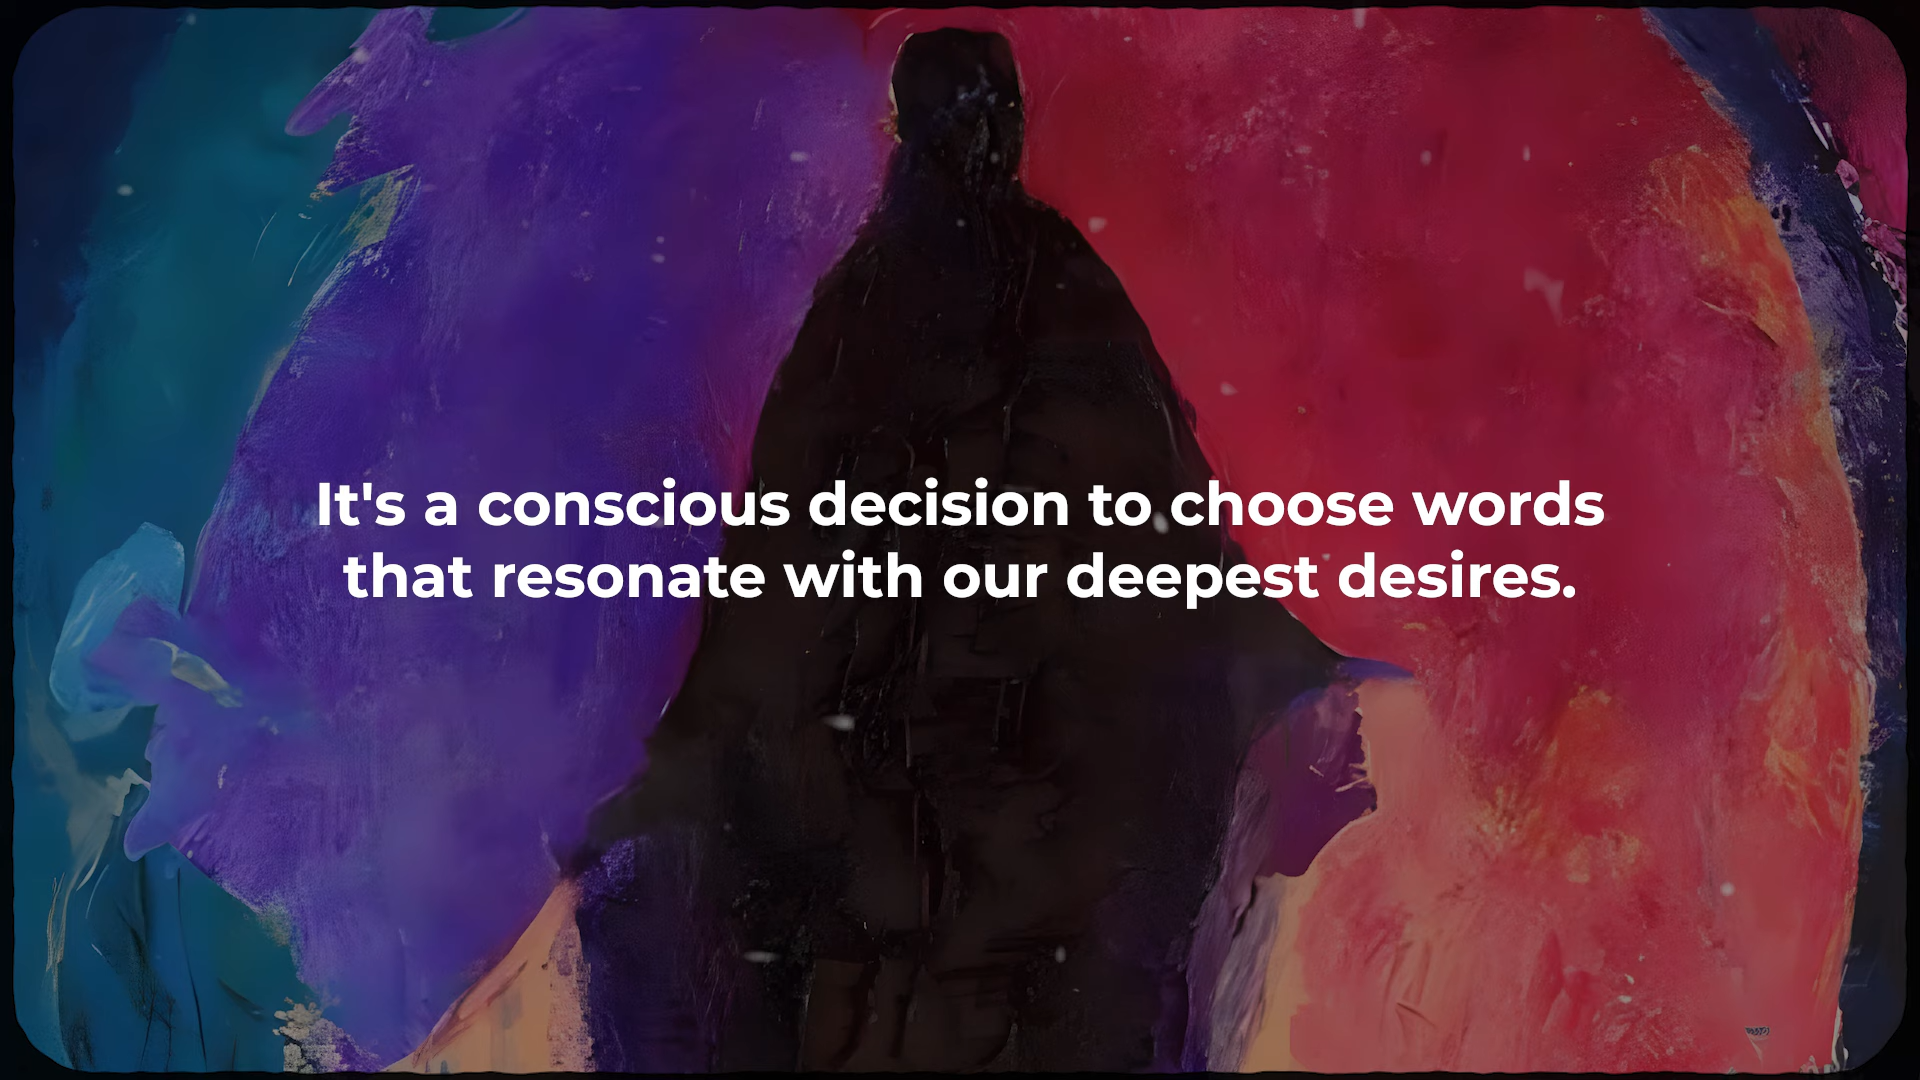 It's a conscious decision to choose words
that resonate with our deepest desires.